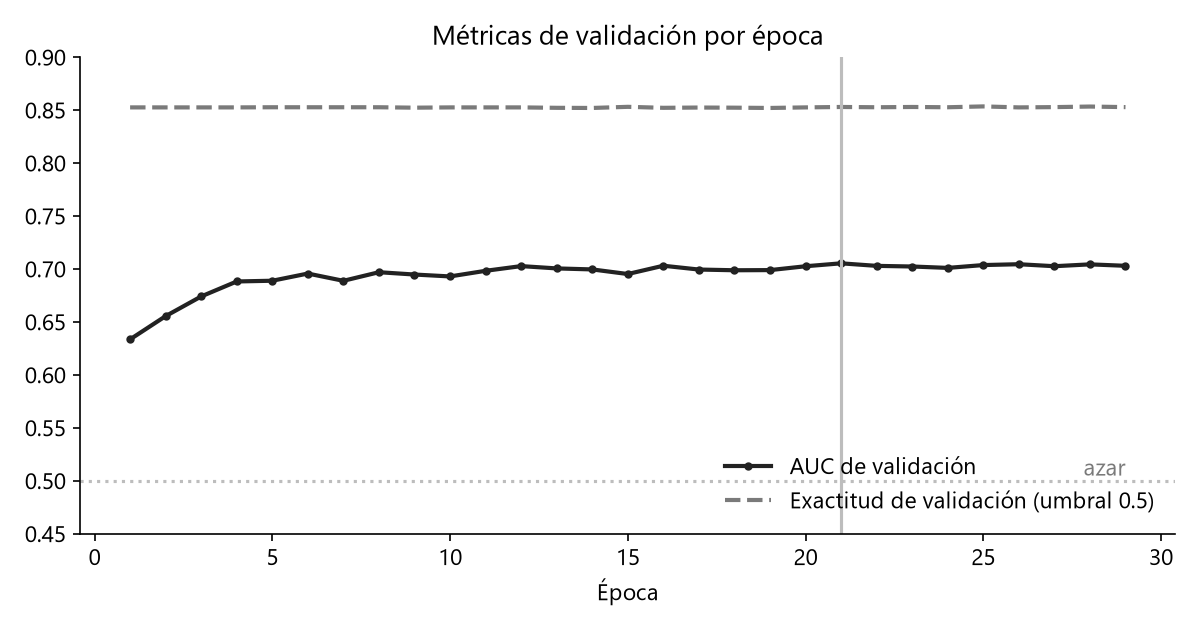 Métricas de validación por época
0.90
0.85
0.80
0.75
0.70
0.65
0.60
0.55
0.50
0.45
AUC de validación
azar
Exactitud de validación (umbral 0.5)
0 5 10 15 20 25 30
Época